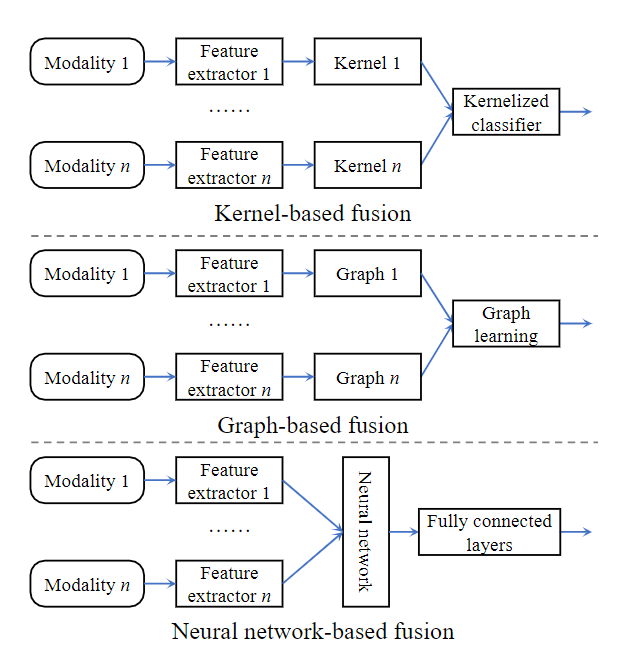 Modality 1
Feature
extractor 1
Kernel 1
......
Kernelized
classifier
Modality n
Feature
extractor n
Kernel n
Kernel-based fusion
Modality 1
Feature
extractor 1
Graph 1
......
Graph
learning
Modality n
Feature
extractor n
Graph n
Graph-based fusion
Modality 1
Feature
extractor 1
......
Neural network
Fully connected
layers
Modality n
Feature
extractor n
Neural network-based fusion